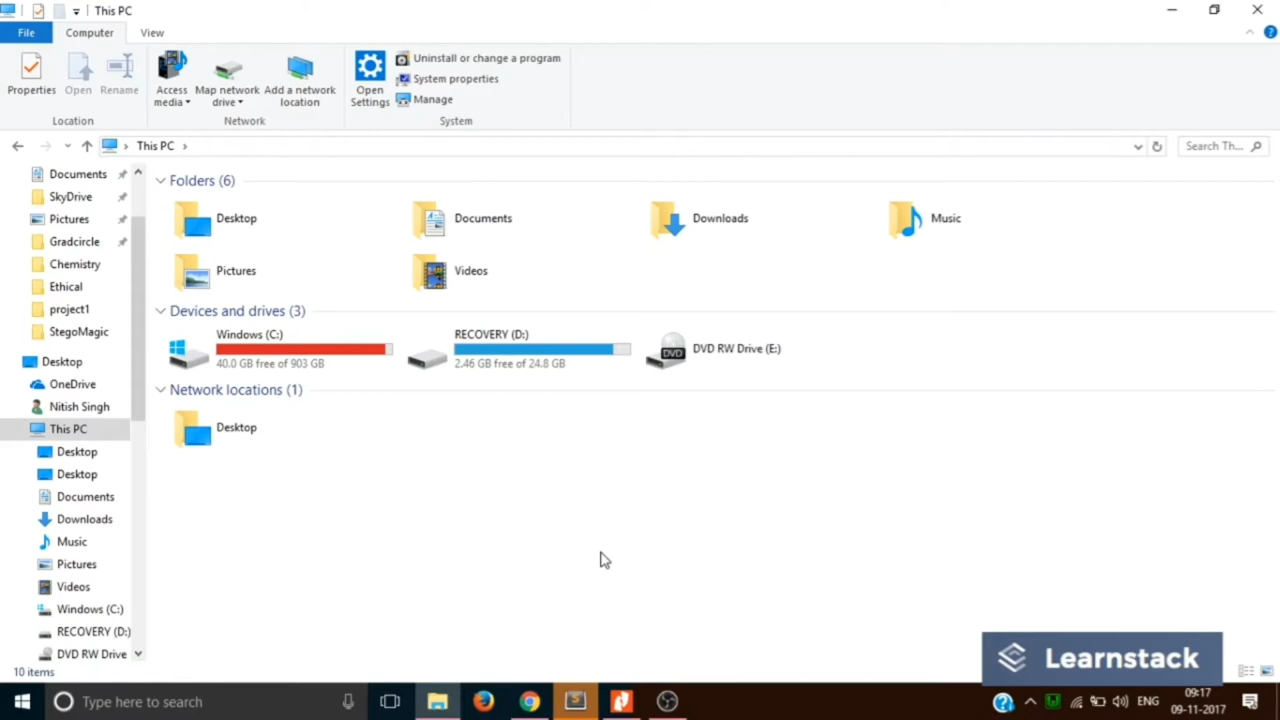 This PC
File Computer View
Properties Open Rename Access media Map network drive Add a network location Open Settings Uninstall or change a program
System properties
Manage
Location Network System
This PC Search Th...
Documents
SkyDrive
Pictures
Gradcircle
Chemistry
Ethical
project1
StegoMagic
Desktop
OneDrive
Nitish Singh
This PC
Desktop
Desktop
Documents
Downloads
Music
Pictures
Videos
Windows (C:)
RECOVERY (D:)
DVD RW Drive
Folders (6)
Desktop Documents Downloads Music
Pictures Videos
Devices and drives (3)
Windows (C:)
40.0 GB free of 903 GB
RECOVERY (D:)
2.46 GB free of 24.8 GB
DVD
DVD RW Drive (E:)
Network locations (1)
Desktop
10 items
Learnstack
Type here to search
ENG
09:17
09-11-2017